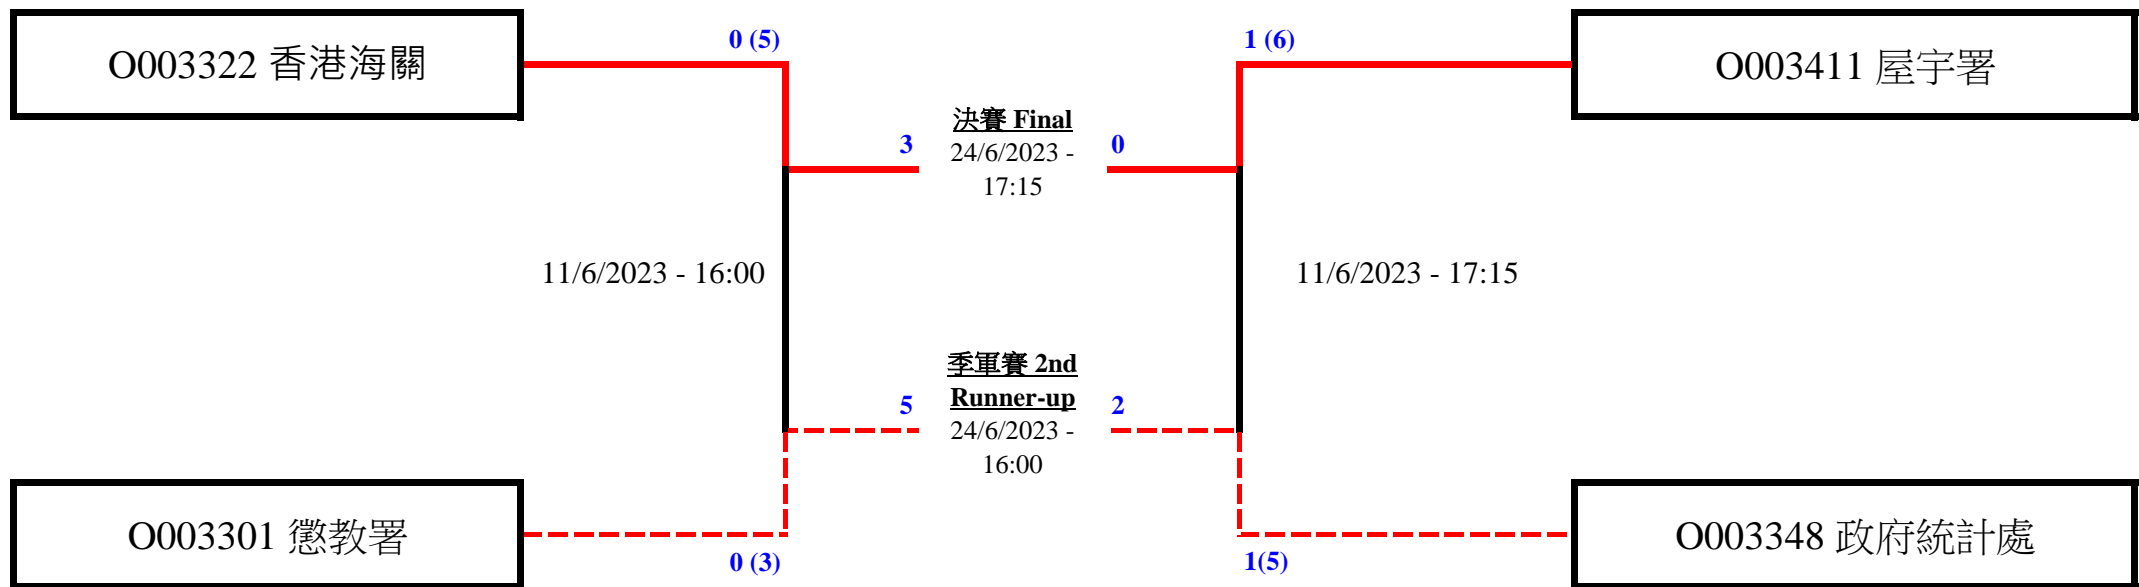 0 (5)
1 (6)
O003322 香港海關
O003411 屋宇署
決賽 Final
3
24/6/2023 -
0
17:15
11/6/2023 - 16:00
11/6/2023 - 17:15
季軍賽 2nd
Runner-up
5
2
24/6/2023 -
16:00
O003301 懲教署
O003348 政府統計處
0 (3)
1(5)